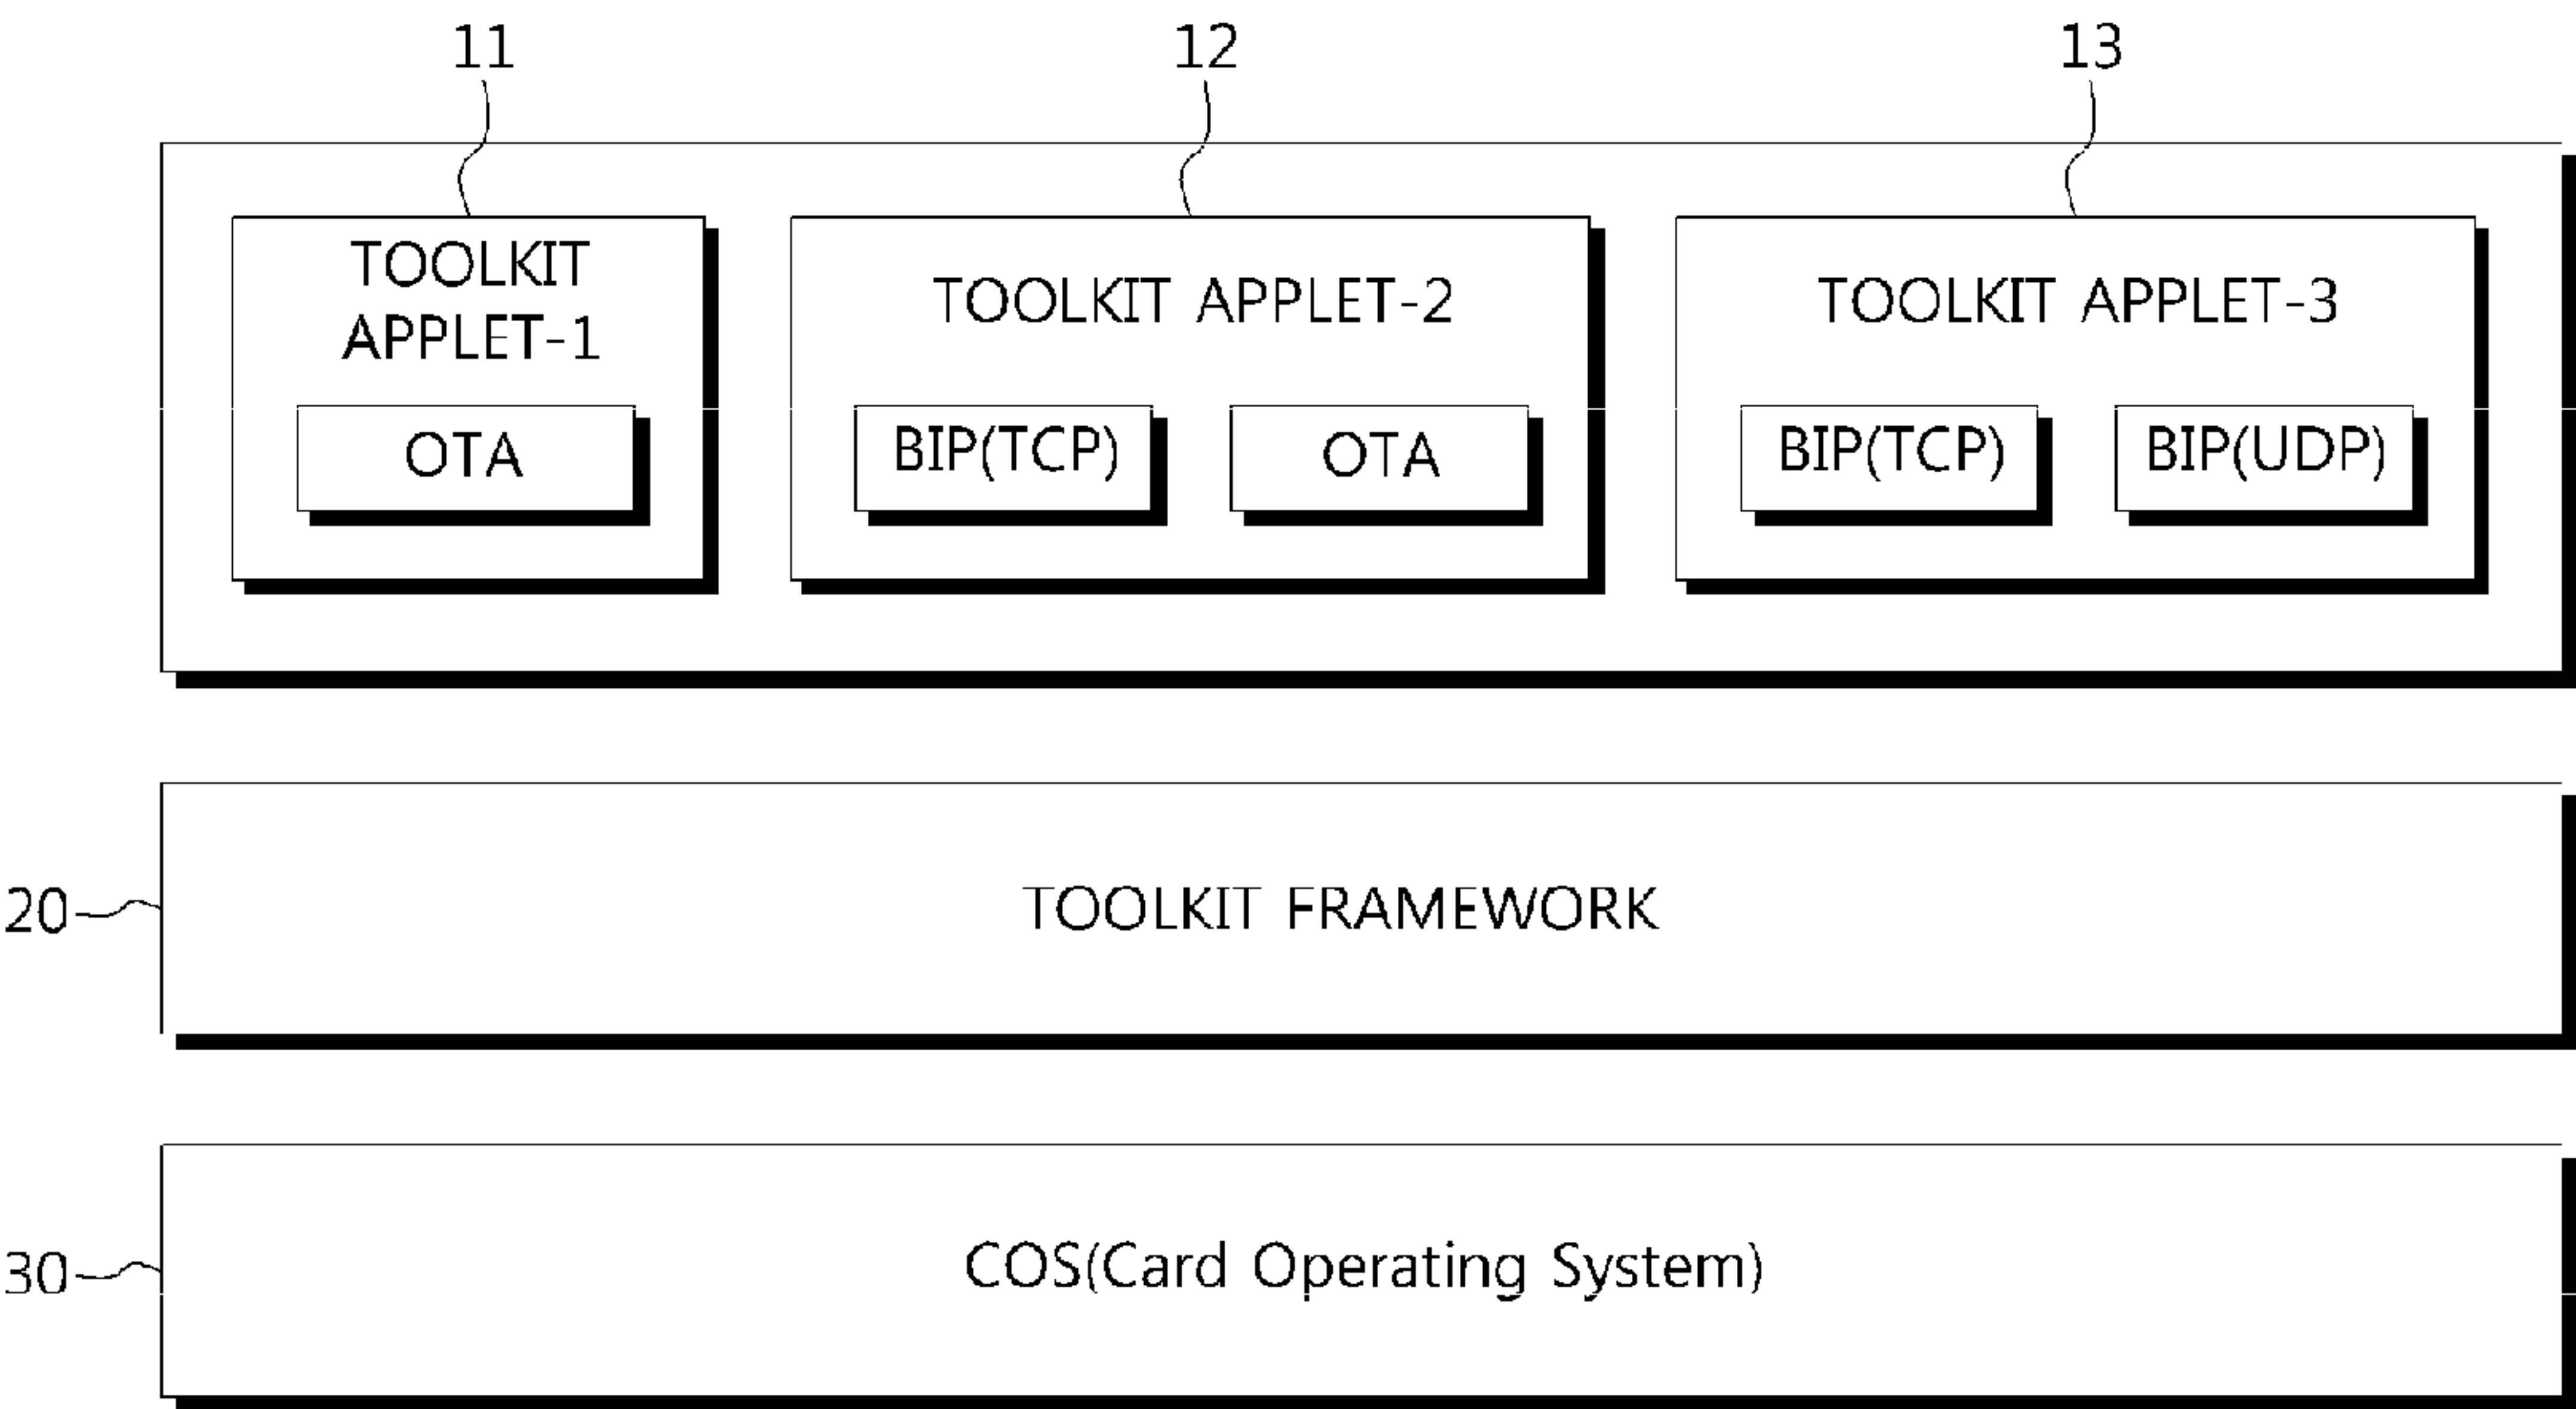 11
12
13
TOOLKIT
APPLET-1
OTA
TOOLKIT APPLET-2
BIP(TCP)
OTA
TOOLKIT APPLET-3
BIP(TCP)
BIP(UDP)
20
TOOLKIT FRAMEWORK
30
COS(Card Operating System)